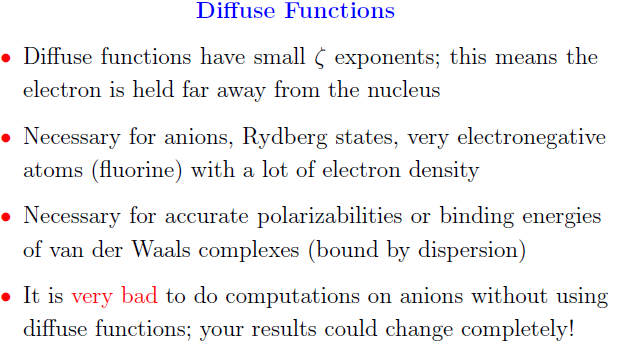 Diffuse Functions
• Diffuse functions have small ζ exponents; this means the
electron is held far away from the nucleus
• Necessary for anions, Rydberg states, very electronegative
atoms (fluorine) with a lot of electron density
• Necessary for accurate polarizabilities or binding energies
of van der Waals complexes (bound by dispersion)
• It is very bad to do computations on anions without using
diffuse functions; your results could change completely!